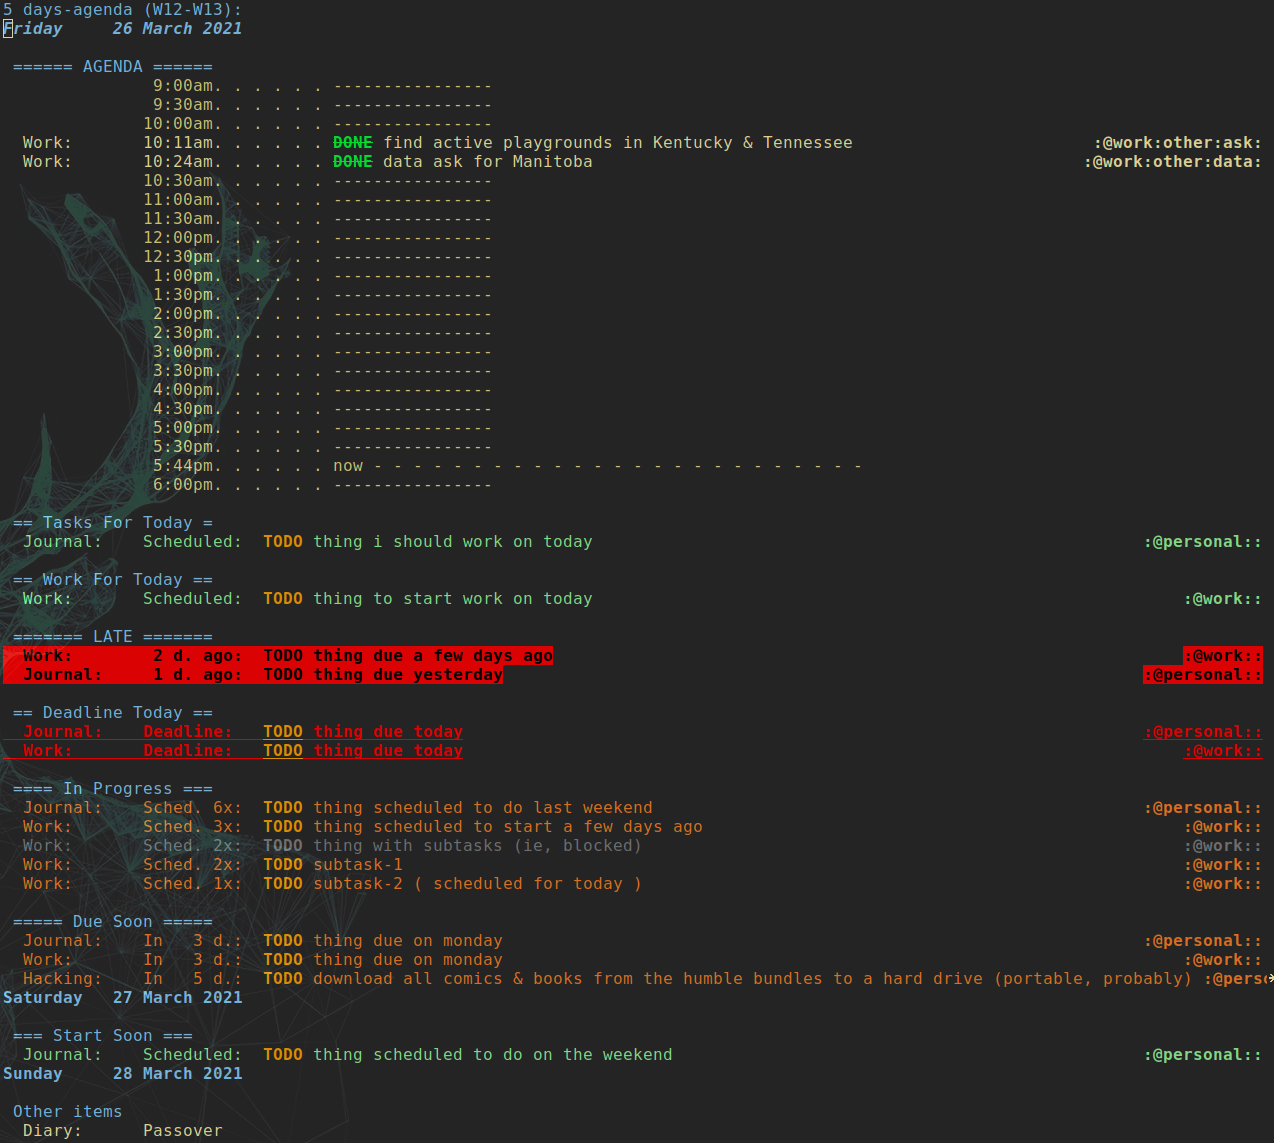 5 days-agenda (W12-W13):
Friday     26 March 2021
====== AGENDA ======
9:00am. . . . . . ----------------
9:30am. . . . . . ----------------
10:00am. . . . . . ----------------
Work:       10:11am. . . . . . DONE find active playgrounds in Kentucky & Tennessee                        :@work:other:ask:
Work:       10:24am. . . . . . DONE data ask for Manitoba                                                 :@work:other:data:
10:30am. . . . . . ----------------
11:00am. . . . . . ----------------
11:30am. . . . . . ----------------
12:00pm. . . . . . ----------------
12:30pm. . . . . . ----------------
1:00pm. . . . . . ----------------
1:30pm. . . . . . ----------------
2:00pm. . . . . . ----------------
2:30pm. . . . . . ----------------
3:00pm. . . . . . ----------------
3:30pm. . . . . . ----------------
4:00pm. . . . . . ----------------
4:30pm. . . . . . ----------------
5:00pm. . . . . . ----------------
5:30pm. . . . . . ----------------
5:44pm. . . . . . now - - - - - - - - - - - - - - - - - - - - - - - - -
6:00pm. . . . . . ----------------
== Tasks For Today =
Journal:    Scheduled:  TODO thing i should work on today                                                       :@personal::
== Work For Today ==
Work:       Scheduled:  TODO thing to start work on today                                                           :@work::
======= LATE =======
Work:        2 d. ago:  TODO thing due a few days ago                                                               :@work::
Journal:     1 d. ago:  TODO thing due yesterday                                                                :@personal::
== Deadline Today ==
Journal:    Deadline:   TODO thing due today                                                                    :@personal::
Work:       Deadline:   TODO thing due today                                                                        :@work::
==== In Progress ===
Journal:    Sched. 6x:  TODO thing scheduled to do last weekend                                                 :@personal::
Work:       Sched. 3x:  TODO thing scheduled to start a few days ago                                                :@work::
Work:       Sched. 2x:  TODO thing with subtasks (ie, blocked)                                                      :@work::
Work:       Sched. 2x:  TODO subtask-1                                                                              :@work::
Work:       Sched. 1x:  TODO subtask-2 ( scheduled for today )                                                      :@work::
===== Due Soon =====
Journal:    In   3 d.:  TODO thing due on monday                                                                :@personal::
Work:       In   3 d.:  TODO thing due on monday                                                                    :@work::
Hacking:    In   5 d.:  TODO download all comics & books from the humble bundles to a hard drive (portable, probably) :@perso
Saturday   27 March 2021
=== Start Soon ===
Journal:    Scheduled:  TODO thing scheduled to do on the weekend                                               :@personal::
Sunday     28 March 2021
Other items
Diary:      Passover